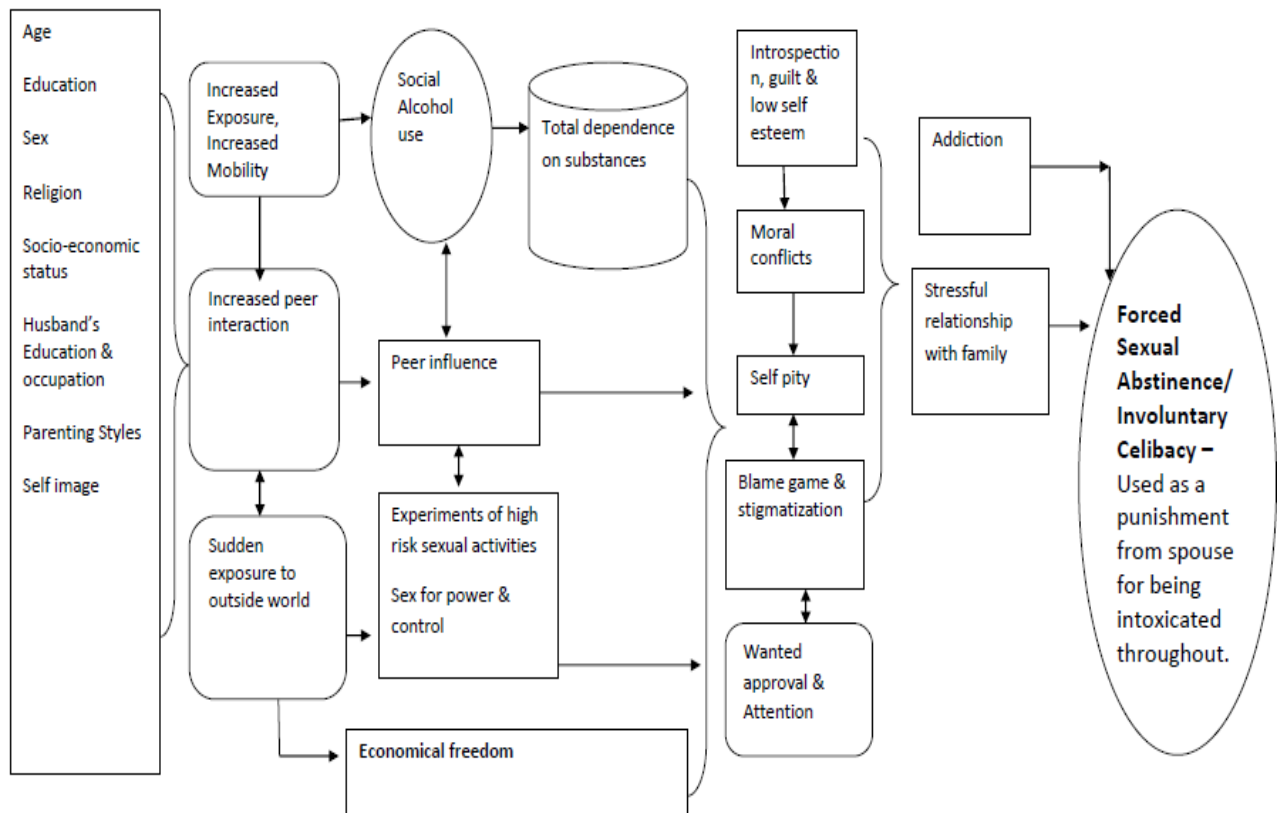 Age
Education
Sex
Religion
Socio-economic
status
Husband's
Education &
occupation
Parenting Styles
Self image
Increased
Exposure,
Increased
Mobility
Increased peer
interaction
Sudden
exposure to
outside world
Social
Alcohol
use
Peer influence
Experiments of high
risk sexual activities
Sex for power &
control
Economical freedom
Total dependence
on substances
Introspectio
n, guilt &
low self
esteem
Moral
conflicts
Self pity
Blame game &
stigmatization
Wanted
approval &
Attention
Addiction
Stressful
relationship
with family
Forced
Sexual
Abstinence/
Involuntary
Celibacy –
Used as a
punishment
from spouse
for being
intoxicated
throughout.